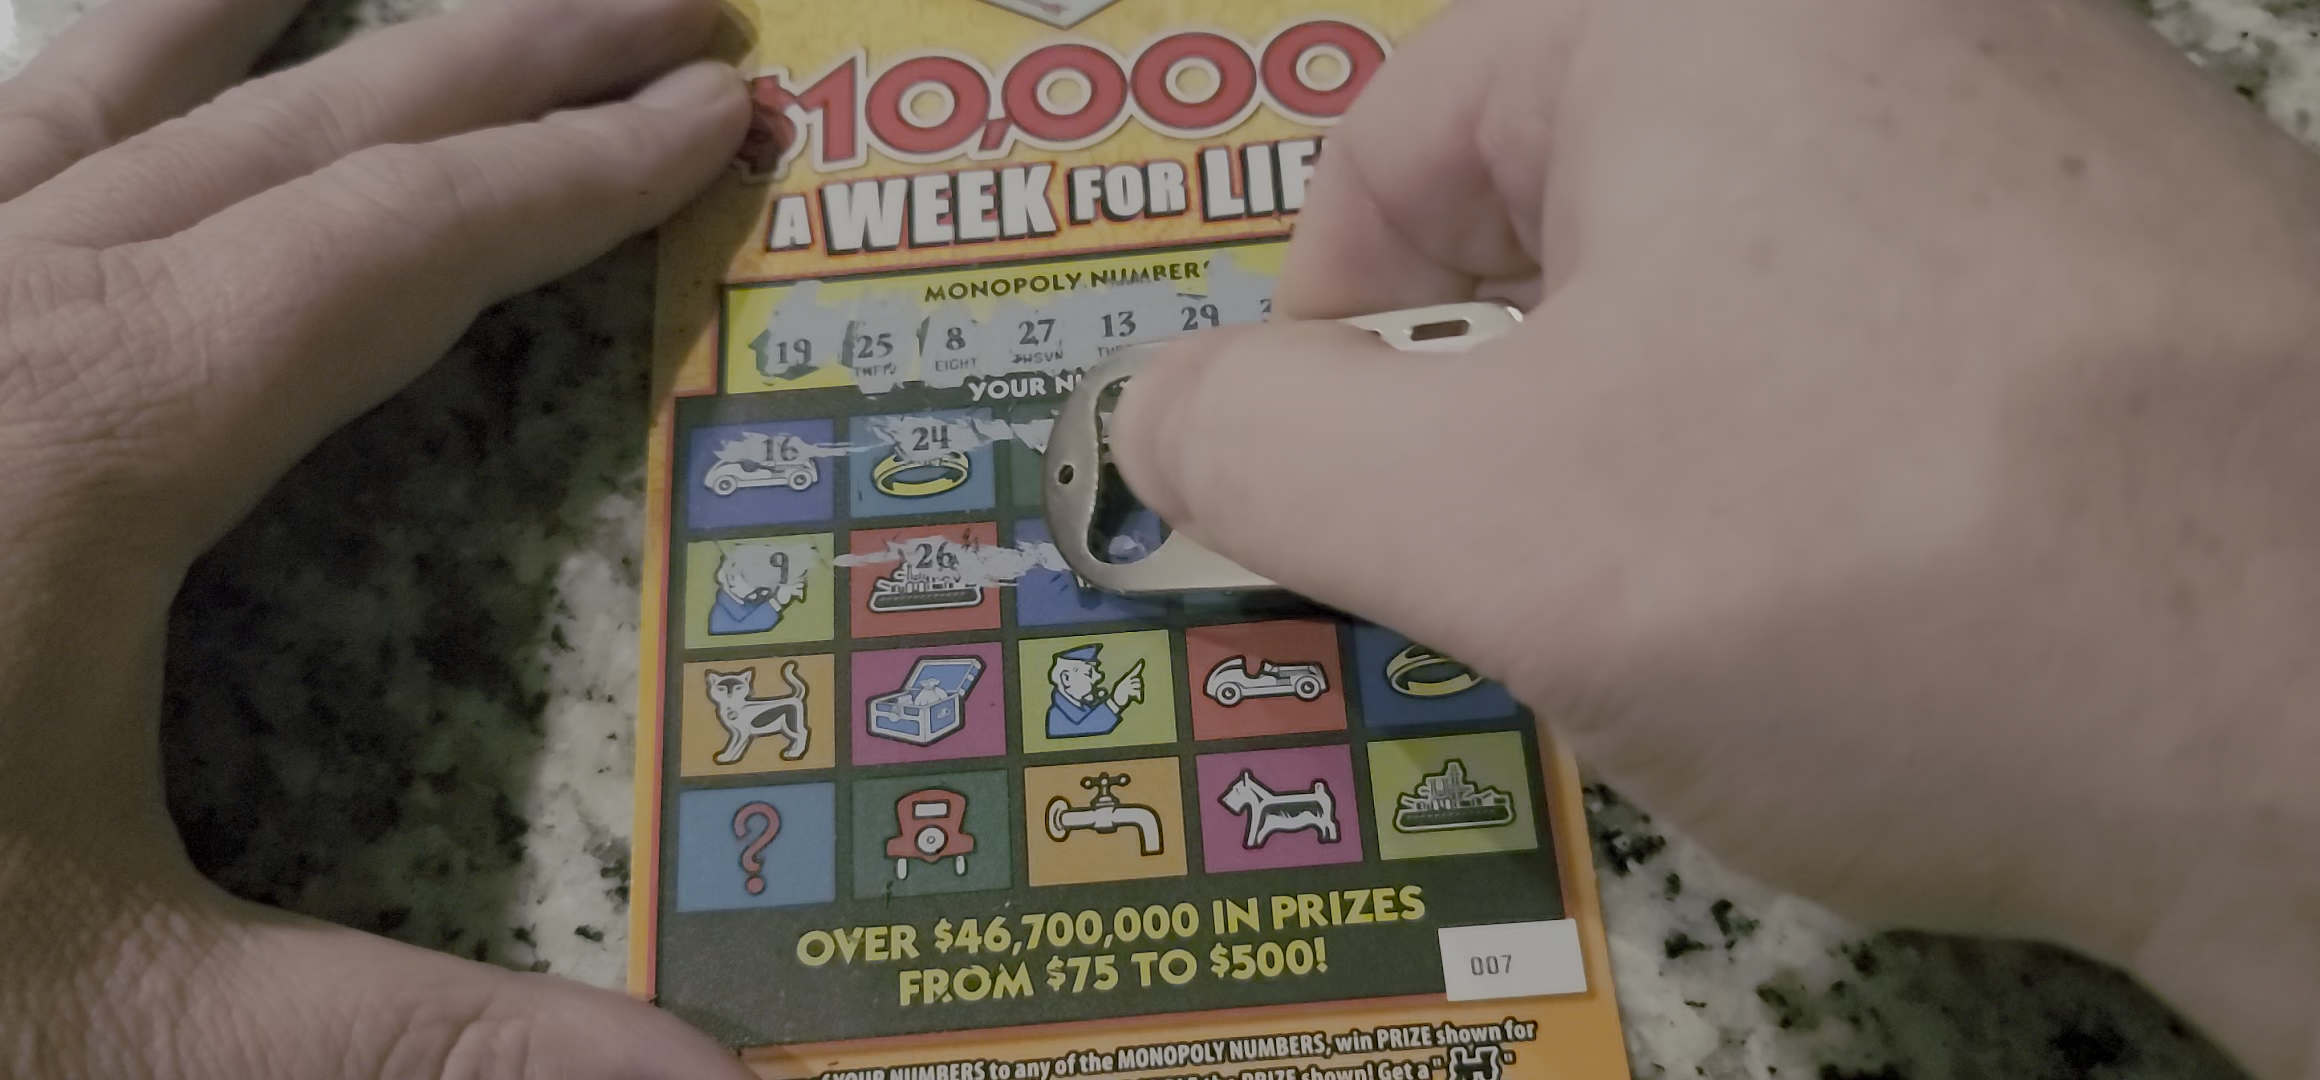 $10,000
A WEEK FOR
MONOPOLY NUMBER
19 25 8 27 13 29
EIGHT
YOUR
16 24
9 26
?
OVER $46,700,000 IN PRIZES
FROM $75 TO $500!
007
YOUR NUMBERS to any of the MONOPOLY NUMBERS, win PRIZE shown for
the PRIZE shown! Get a " "